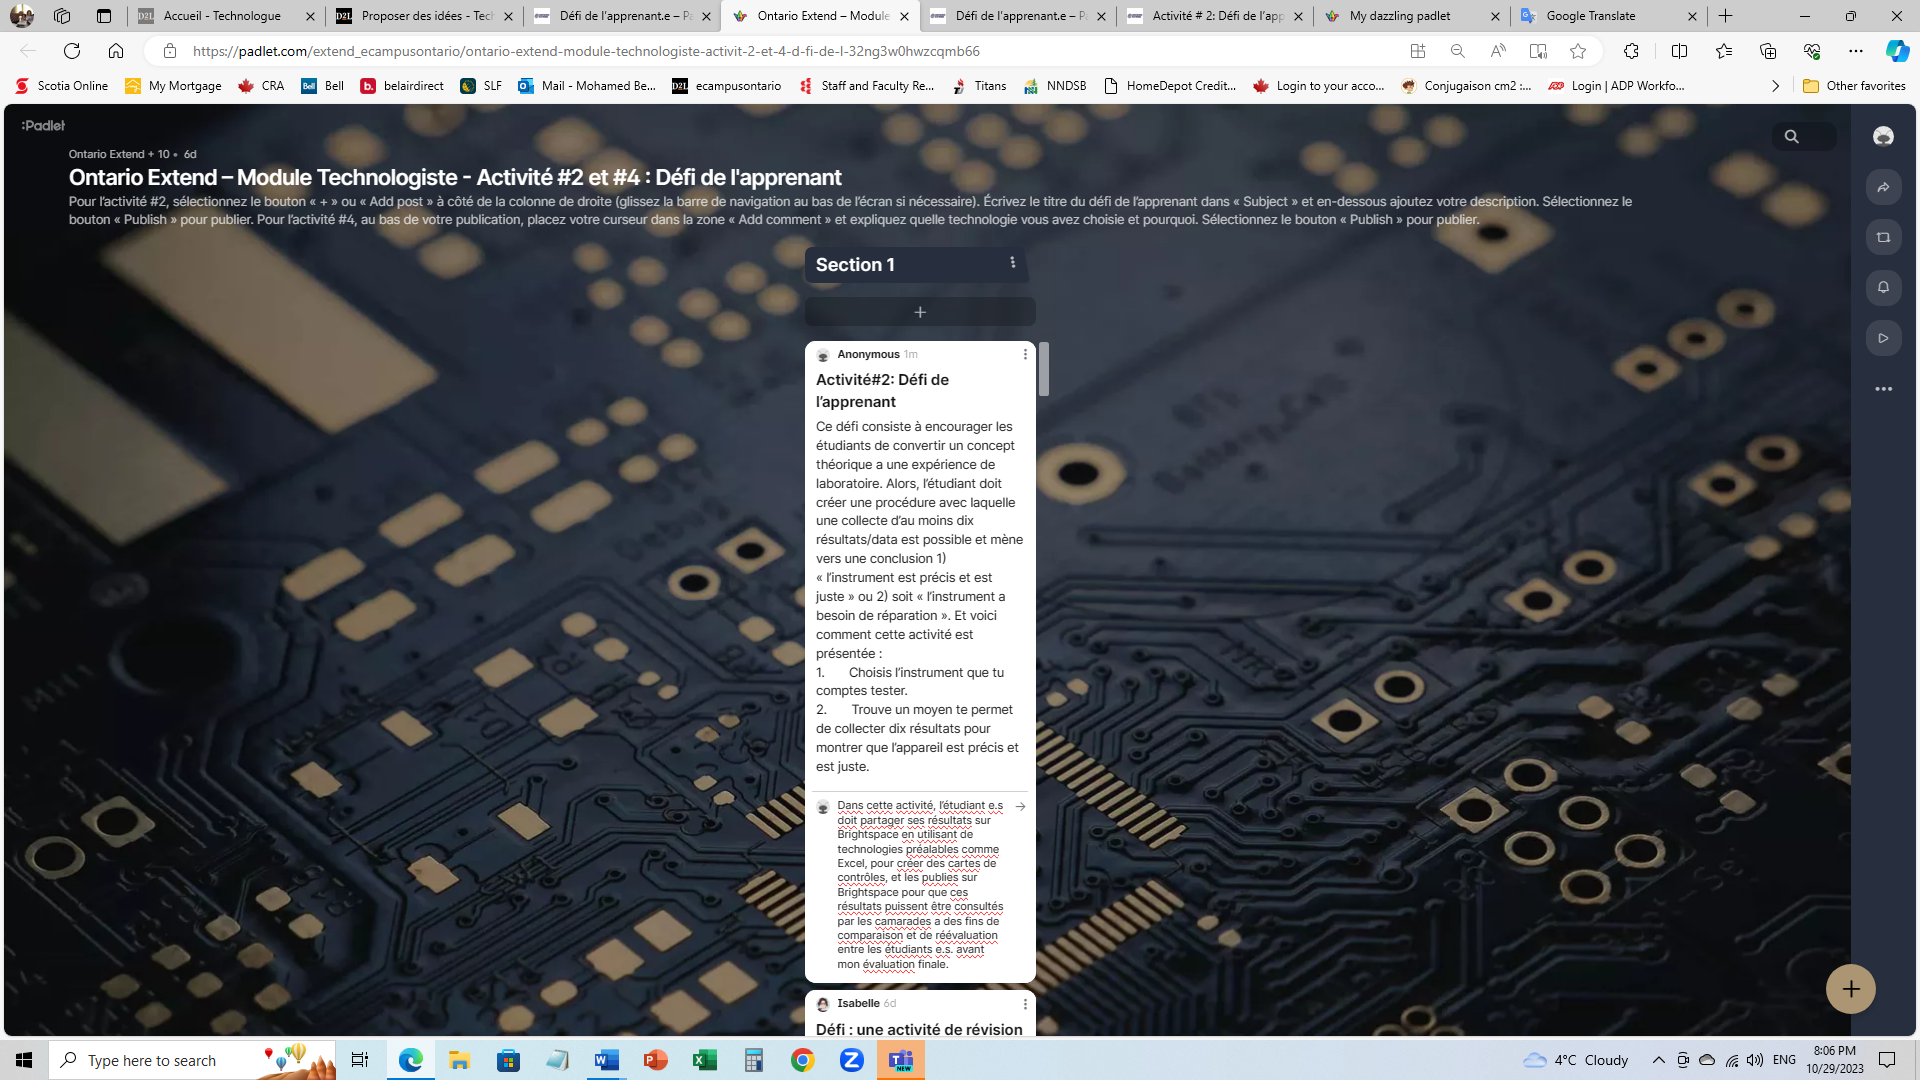 Accueil - Technologue
Proposer des idées - Tech
Défi de l'apprenant.e – Pa
Ontario Extend – Module
Défi de l'apprenant.e – Pa
Activité # 2: Défi de l'app
My dazzling padlet
Google Translate
https://padlet.com/extend_ecampusontario/ontario-extend-module-technologiste-activit-2-et-4-d-fi-de-l-32ng3w0hwzcqmb66
Scotia Online
My Mortgage
CRA
Bell
belairdirect
SLF
Mail - Mohamed Be...
ecampusontario
Staff and Faculty Re...
Titans
NNDSB
HomeDepot Credit...
Login to your acco...
Conjugaison cm2 :...
Login | ADP Workfo...
Other favorites
:Padlet
Ontario Extend + 10 • 6d
Ontario Extend – Module Technologiste - Activité #2 et #4 : Défi de l'apprenant
Pour l'activité #2, sélectionnez le bouton « + » ou « Add post » à côté de la colonne de droite (glissez la barre de navigation au bas de l'écran si nécessaire). Écrivez le titre du défi de l'apprenant dans « Subject » et en-dessous ajoutez votre description. Sélectionnez le
bouton « Publish » pour publier. Pour l'activité #4, au bas de votre publication, placez votre curseur dans la zone « Add comment » et expliquez quelle technologie vous avez choisie et pourquoi. Sélectionnez le bouton « Publish » pour publier.
Section 1
Anonymous 1m
Activité#2: Défi de
l'apprenant
Ce défi consiste à encourager les
étudiants de convertir un concept
théorique a une expérience de
laboratoire. Alors, l'étudiant doit
créer une procédure avec laquelle
une collecte d'au moins dix
résultats/data est possible et mène
vers une conclusion 1)
« l'instrument est précis et est
juste » ou 2) soit « l'instrument a
besoin de réparation ». Et voici
comment cette activité est
présentée :
1. Choisis l'instrument que tu
comptes tester.
2. Trouve un moyen te permet
de collecter dix résultats pour
montrer que l'appareil est précis et
est juste.
Dans cette activité, l'étudiant e.s
doit partager ses résultats sur
Brightspace en utilisant de
technologies préalables comme
Excel, pour créer des cartes de
contrôles, et les publies sur
Brightspace pour que ces
résultats puissent être consultés
par les camarades a des fins de
comparaison et de réévaluation
entre les étudiants e.s. avant
mon évaluation finale.
Isabelle 6d
Défi : une activité de révision
Type here to search
4°C Cloudy
ENG
8:06 PM
10/29/2023